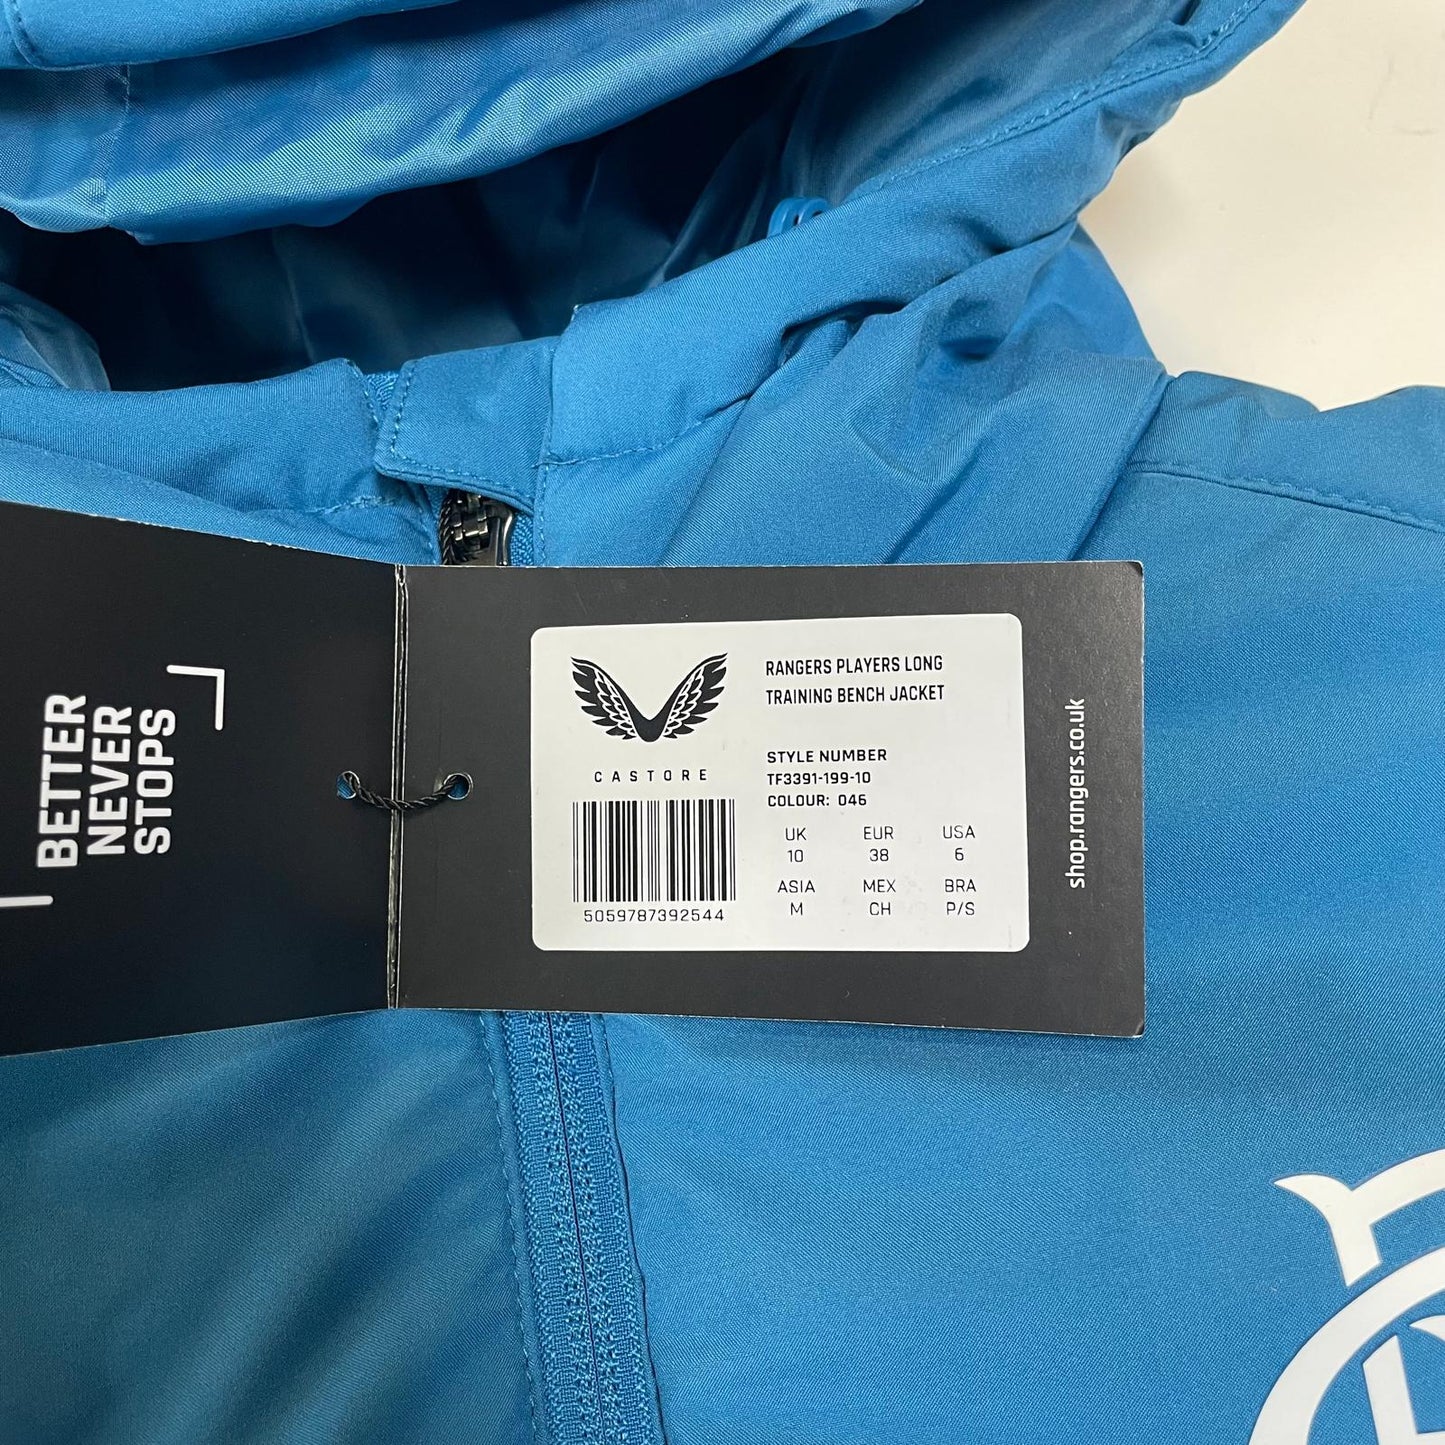 BETTER
NEVER
STOPS
CASTORE
5059787392544
RANGERS PLAYERS LONG
TRAINING BENCH JACKET
STYLE NUMBER
TF3391-199-10
COLOUR: 046
UK EUR USA
10 38 6
ASIA MEX BRA
M CH P/S
shop.rangers.co.uk